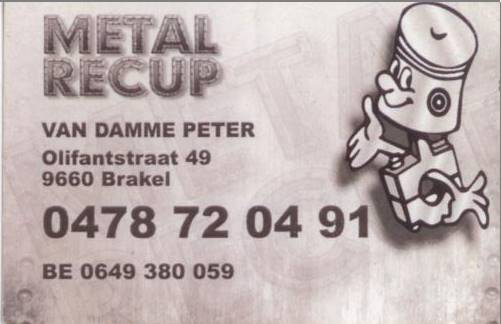 METAL
RECUP
VAN DAMME PETER
Olifantstraat 49
9660 Brakel
0478 72 04 91
BE 0649 380 059